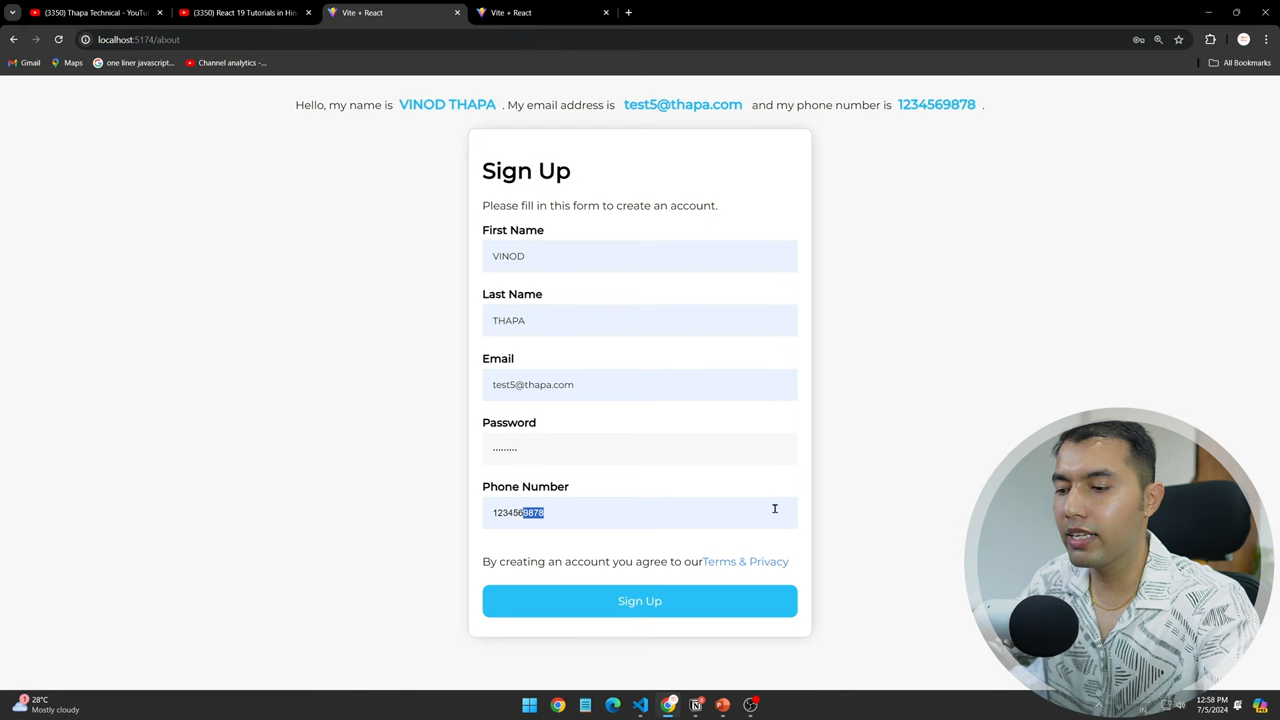 (3350) Thapa Technical - YouTu
(3350) React 19 Tutorials in Hin
Vite + React
Vite + React
localhost:5174/about
Gmail
Maps
one liner javascript...
Channel analytics -...
All Bookmarks
Hello, my name is VINOD THAPA . My email address is test5@thapa.com and my phone number is 1234569878 .
Sign Up
Please fill in this form to create an account.
First Name
VINOD
Last Name
THAPA
Email
test5@thapa.com
Password
.........
Phone Number
1234569878
By creating an account you agree to ourTerms & Privacy
Sign Up
1
28°C
Mostly cloudy
IN
12:58 PM
7/5/2024